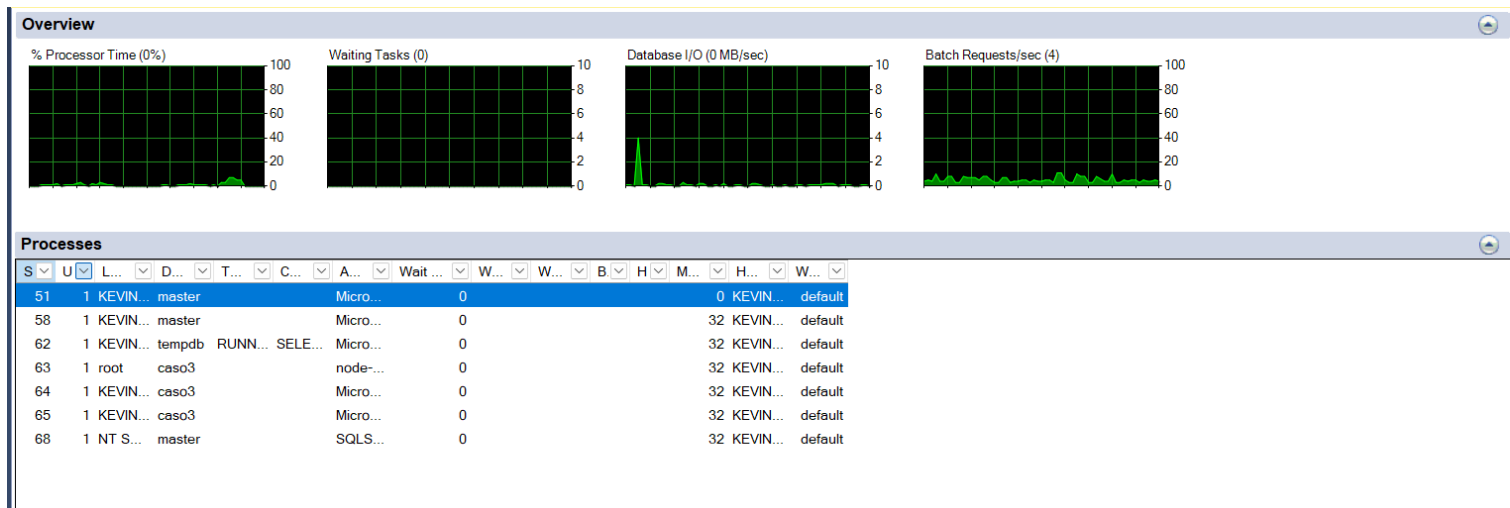 Overview
% Processor Time (0%) Waiting Tasks (0) Database I/O (0 MB/sec) Batch Requests/sec (4)
100 10 10 100
80 8 8 80
60 6 6 60
40 4 4 40
20 2 2 20
0 0 0 0
Processes
S U L... D... T... C... A... Wait ... W... W... B. H M... H... W...
51 1 KEVIN... master Micro... 0 0 KEVIN... default
58 1 KEVIN... master Micro... 0 32 KEVIN... default
62 1 KEVIN... tempdb RUNN... SELE... Micro... 0 32 KEVIN... default
63 1 root caso3 node-... 0 32 KEVIN... default
64 1 KEVIN... caso3 Micro... 0 32 KEVIN... default
65 1 KEVIN... caso3 Micro... 0 32 KEVIN... default
68 1 NT S... master SQLS... 0 32 KEVIN... default